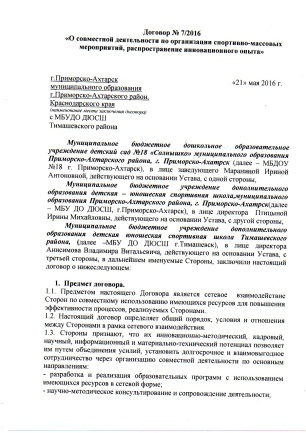 Договор № 7/2016
«О совместной деятельности по организации спортивно-массовых
мероприятий, распространение инновационного опыта»
г.Приморско-Ахтарск «21» мая 2016 г.
муниципального образования
г.Приморско-Ахтарского район,
Краснодарского края
(наименование места заключения договора)
с МБУДО ДЮСШ
Тимашевского района
Муниципальное бюджетное дошкольное образовательное
учреждение детский сад №18 «Солнышко» муниципального образования
Приморско-Ахтарского района, г. Приморско-Ахтарск (далее – МБДОУ
№18 г. Приморско-Ахтарск), в лице заведующего Мараниной Ириной
Антоновной, действующего на основании Устава, с одной стороны,
Муниципальное бюджетное учреждение дополнительного
образования детская – юношеская спортивная школа,муниципального
образования Приморско-Ахтарского района, г. Приморско-Ахтарск(далее
– МБУ ДО ДЮСШ, г.Приморско-Ахтарск), в лице директора Птицыной
Ирины Михайловны, действующего на основании Устава, с другой стороны,
Муниципальное бюджетное учреждение дополнительного
образования детская юношеская спортивная школа Тимашевского
района, (далее –МБУ ДО ДЮСШ г.Тимашевск), в лице директора
Анисимова Владимира Витальевича, действующего на основании Устава, с
третьей стороны, в дальнейшем именуемые Стороны, заключили настоящий
договор о нижеследующем:
1. Предмет договора.
1.1. Предметом настоящего Договора является сетевое взаимодействие
Сторон по совместному использованию имеющихся ресурсов для повышения
эффективности процессов, реализуемых Сторонами.
1.2. Настоящий договор определяет общий порядок, условия и отношения
между Сторонами в рамках сетевого взаимодействия.
1.3. Стороны признают, что их инновационно-методический, кадровый,
научный, информационный и материально-технический потенциал позволяет
им путем объединения усилий, установить долгосрочное и взаимовыгодное
сотрудничество через организацию совместной деятельности по основным
направлениям:
- разработка и реализация образовательных программ с использованием
имеющихся ресурсов в сетевой форме;
- научно-методическое консультирование и сопровождение деятельности;